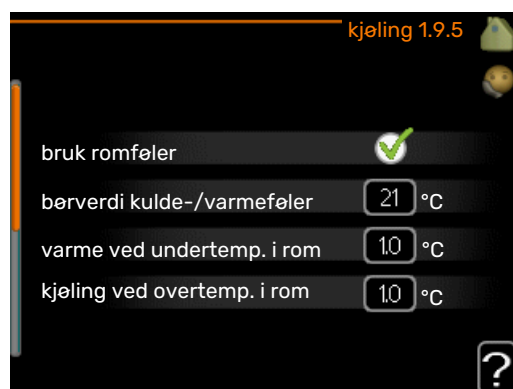 kjøling 1.9.5
bruk romføler
børverdi kulde-/varmeføler 21 °C
varme ved undertemp. i rom 1.0 °C
kjøling ved overtemp. i rom 1.0 °C
?